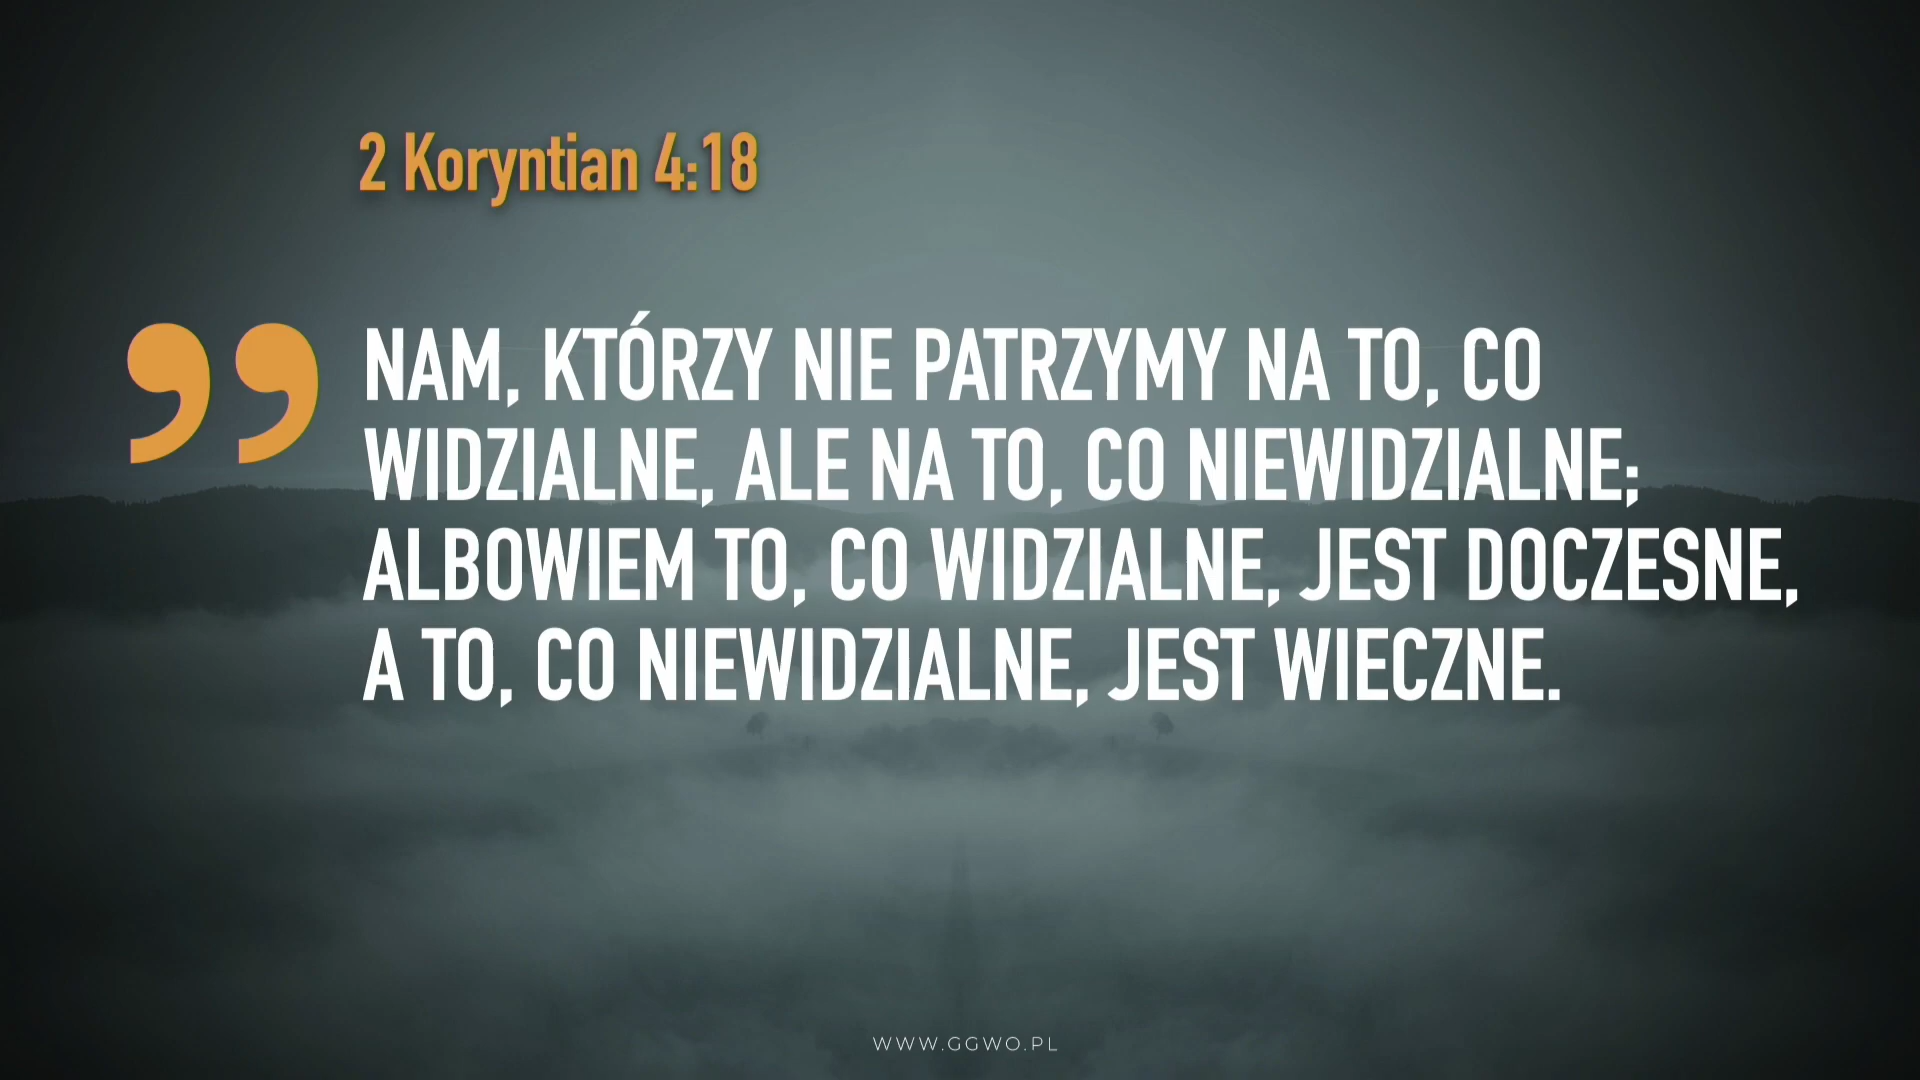 2 Koryntian 4:18
” NAM, KTÓRZY NIE PATRZYMY NA TO, CO
WIDZIALNE, ALE NA TO, CO NIEWIDZIALNE;
ALBOWIEM TO, CO WIDZIALNE, JEST DOCZESNE,
A TO, CO NIEWIDZIALNE, JEST WIECZNE.
WWW.GGWO.PL